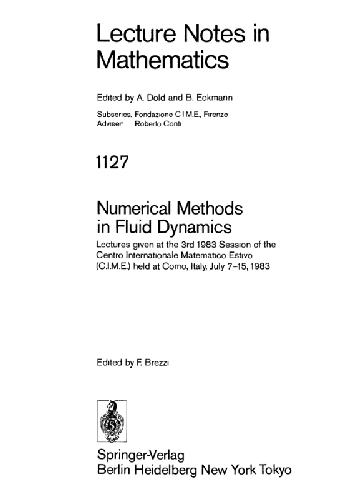 Lecture Notes in
Mathematics
Edited by A. Dold and B. Eckmann
Subseries. Fondazione C.I.M.E., Firenze
Adviser: Roberto Conti
1127
Numerical Methods
in Fluid Dynamics
Lectures given at the 3rd 1983 Session of the
Centro Internationale Matematico Estivo
(C.I.M.E.) held at Como, Italy, July 7–15, 1983
Edited by F. Brezzi
Springer-Verlag
Berlin Heidelberg New York Tokyo